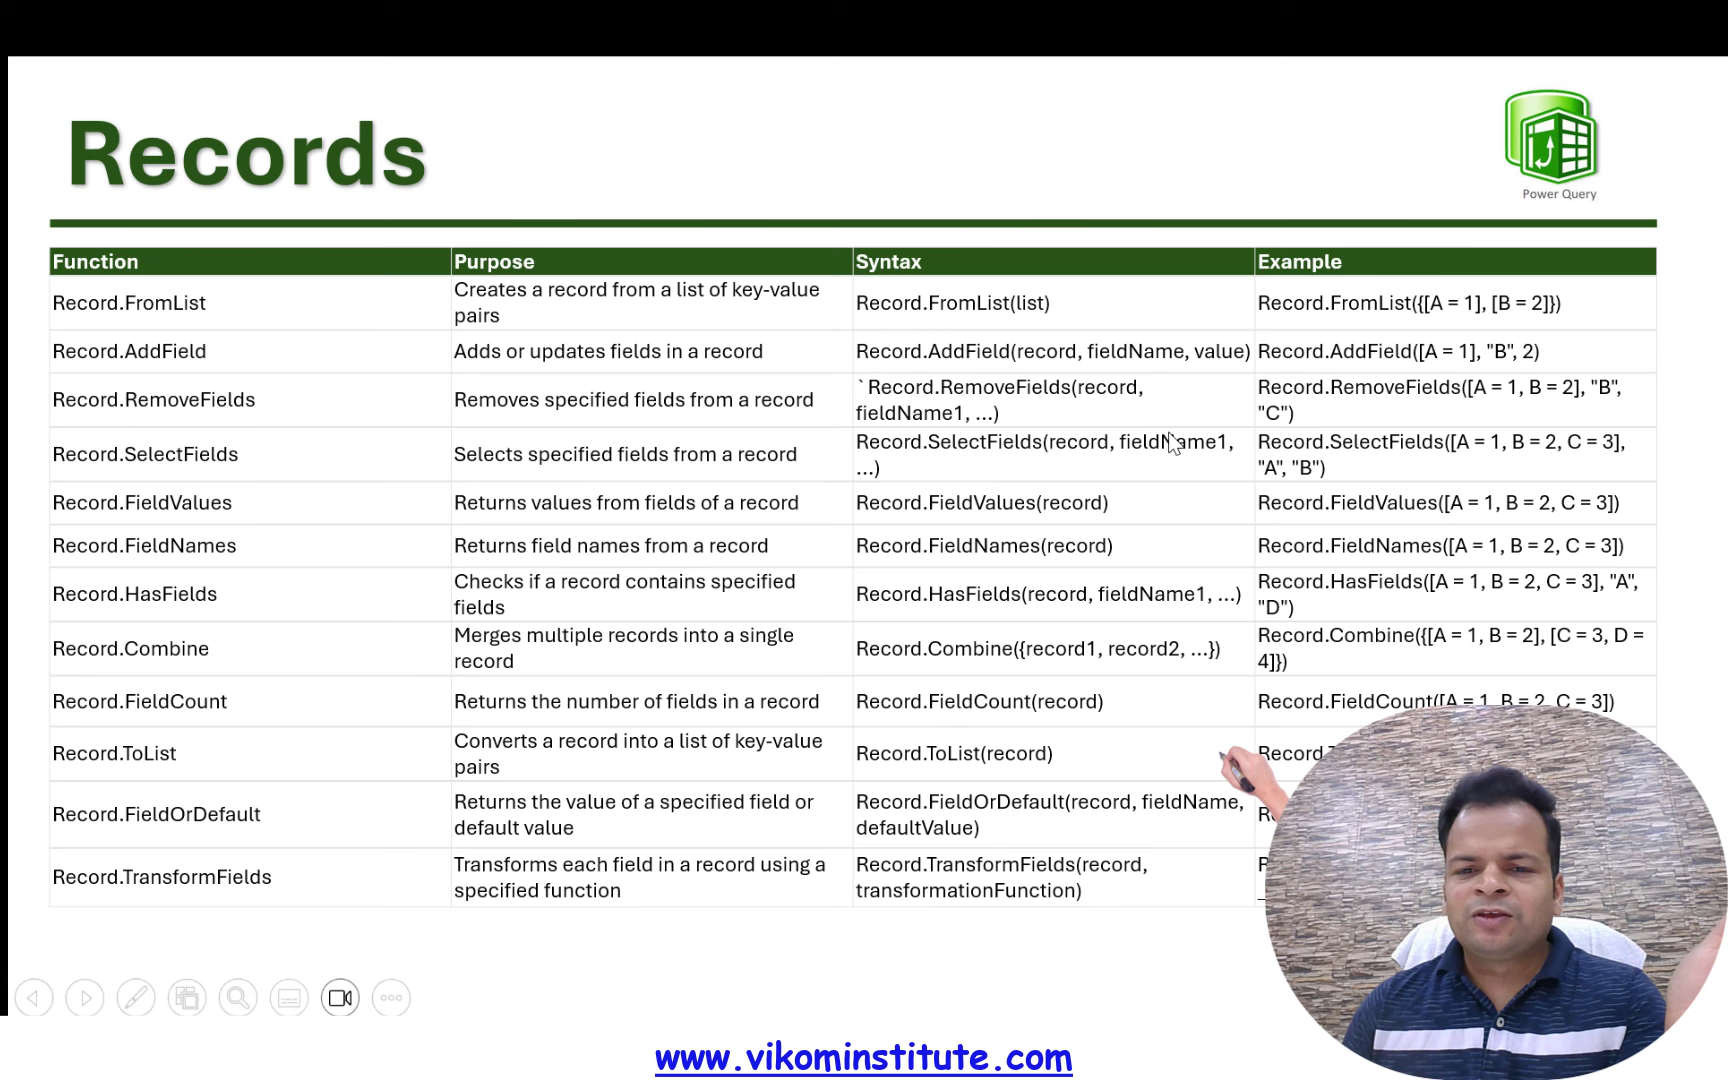 Records
Power Query
Function Purpose Syntax Example
Record.FromList
Creates a record from a list of key-value
pairs
Record.FromList(list)
Record.FromList({[A = 1], [B = 2]})
Record.AddField
Adds or updates fields in a record
Record.AddField(record, fieldName, value)
Record.AddField([A = 1], "B", 2)
Record.RemoveFields
Removes specified fields from a record
`Record.RemoveFields(record,
fieldName1, ...)
Record.RemoveFields([A = 1, B = 2], "B",
"C")
Record.SelectFields
Selects specified fields from a record
Record.SelectFields(record, fieldName1,
...)
Record.SelectFields([A = 1, B = 2, C = 3],
"A", "B")
Record.FieldValues
Returns values from fields of a record
Record.FieldValues(record)
Record.FieldValues([A = 1, B = 2, C = 3])
Record.FieldNames
Returns field names from a record
Record.FieldNames(record)
Record.FieldNames([A = 1, B = 2, C = 3])
Record.HasFields
Checks if a record contains specified
fields
Record.HasFields(record, fieldName1, ...)
Record.HasFields([A = 1, B = 2, C = 3], "A",
"D")
Record.Combine
Merges multiple records into a single
record
Record.Combine({record1, record2, ...})
Record.Combine({[A = 1, B = 2], [C = 3, D =
4]})
Record.FieldCount
Returns the number of fields in a record
Record.FieldCount(record)
Record.FieldCount([A = 1, B = 2, C = 3])
Record.ToList
Converts a record into a list of key-value
pairs
Record.ToList(record)
Record.
Record.FieldOrDefault
Returns the value of a specified field or
default value
Record.FieldOrDefault(record, fieldName,
defaultValue)
Record.TransformFields
Transforms each field in a record using a
specified function
Record.TransformFields(record,
transformationFunction)
www.vikominstitute.com